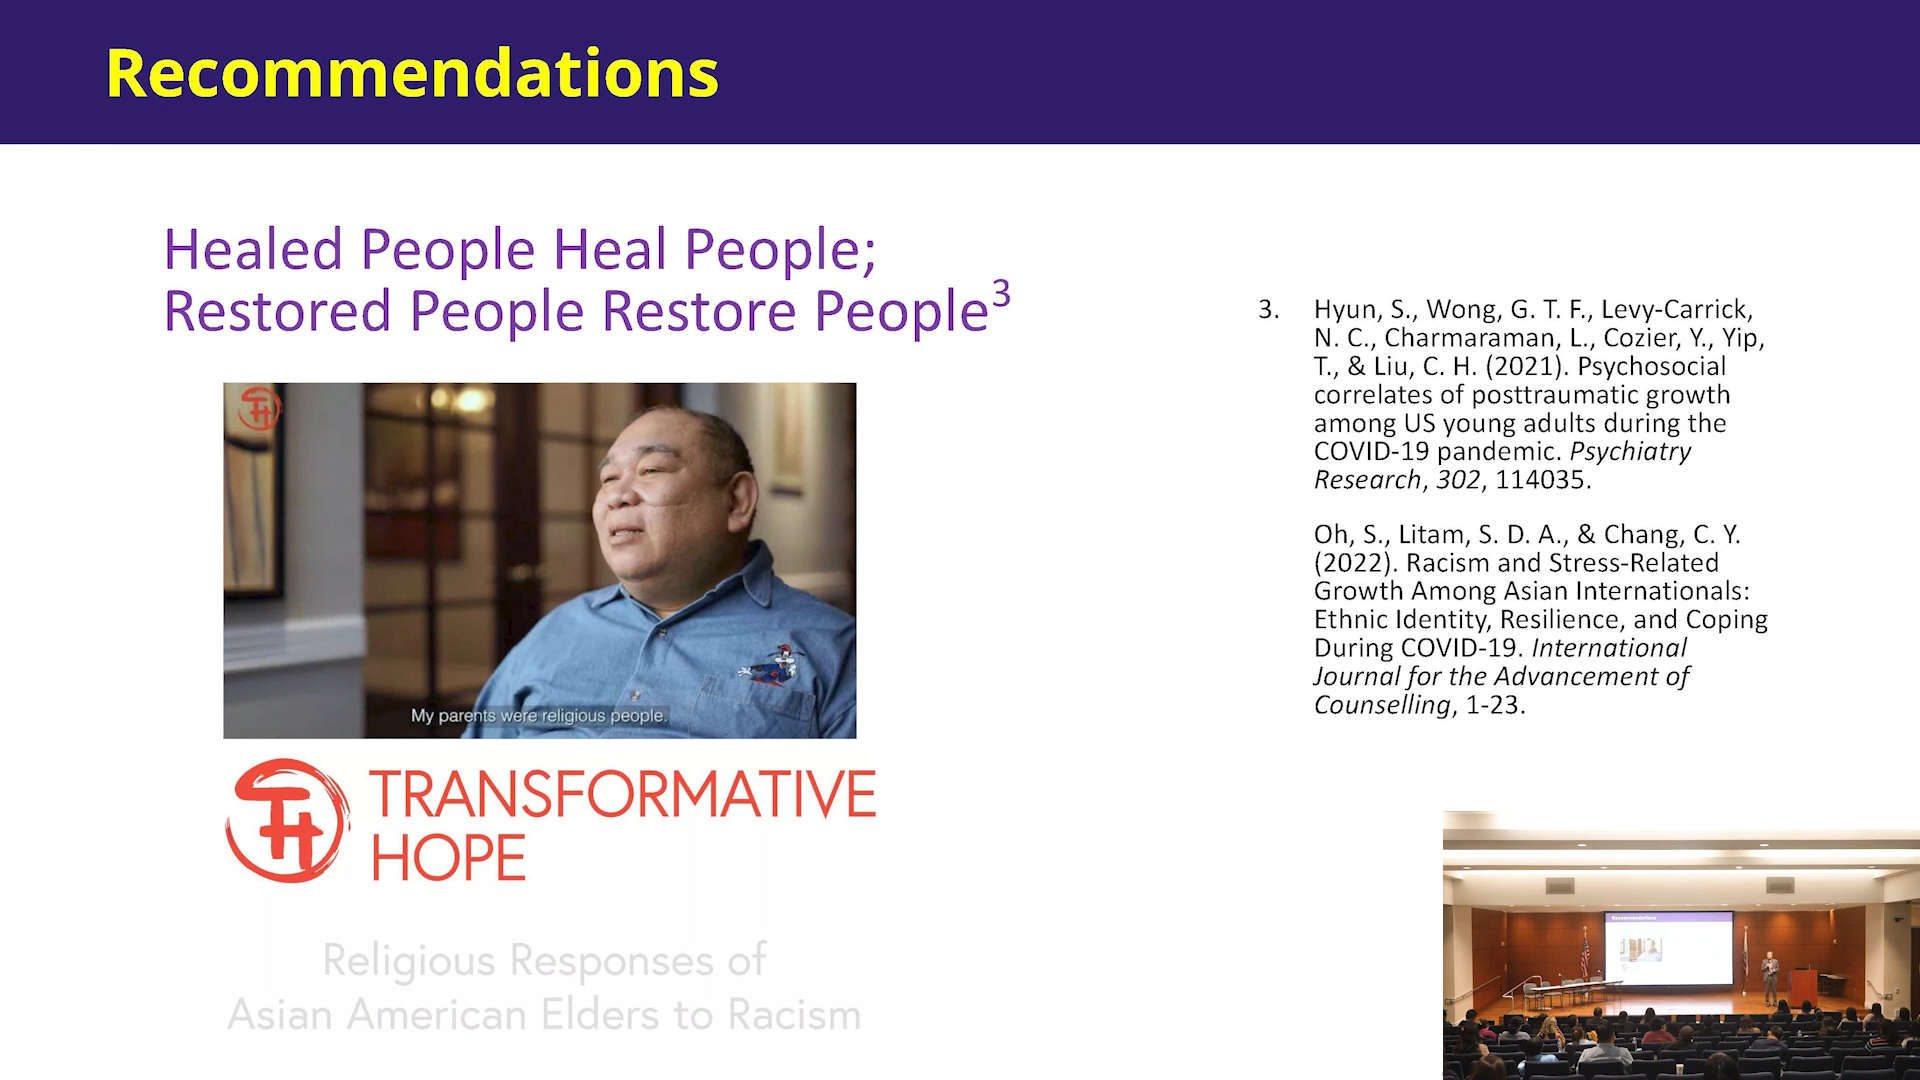 Recommendations
Healed People Heal People;
Restored People Restore People³
My parents were religious people.
TH
TRANSFORMATIVE
HOPE
Religious Responses of
Asian American Elders to Racism
3. Hyun, S., Wong, G. T. F., Levy-Carrick,
N. C., Charmaraman, L., Cozier, Y., Yip,
T., & Liu, C. H. (2021). Psychosocial
correlates of posttraumatic growth
among US young adults during the
COVID-19 pandemic. Psychiatry
Research, 302, 114035.
Oh, S., Litam, S. D. A., & Chang, C. Y.
(2022). Racism and Stress-Related
Growth Among Asian Internationals:
Ethnic Identity, Resilience, and Coping
During COVID-19. International
Journal for the Advancement of
Counselling, 1-23.
Recommendations